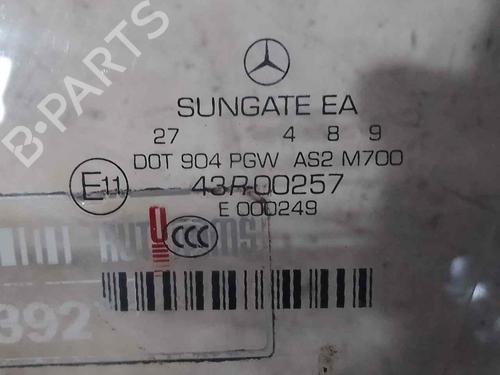 SUNGATE EA
27 4 8 9
DOT 904 PGW AS2 M700
E11
43R-00257
E 000249
CCC
392
B-PARTS